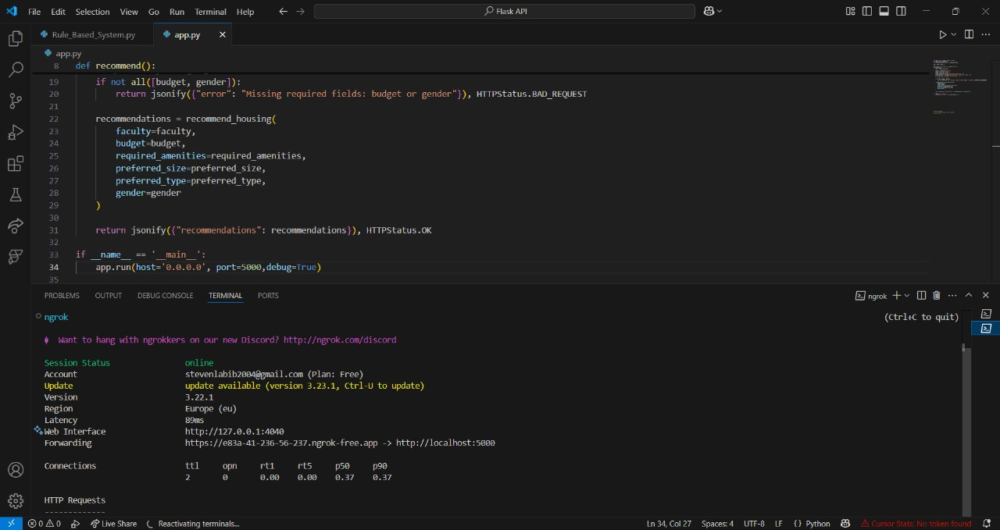 File Edit Selection View Go Run Terminal Help
Flask API
Rule_Based_System.py app.py
app.py
8 def recommend():
19 if not all([budget, gender]):
20 return jsonify({"error": "Missing required fields: budget or gender"}), HTTPStatus.BAD_REQUEST
21
22 recommendations = recommend_housing(
23 faculty=faculty,
24 budget=budget,
25 required_amenities=required_amenities,
26 preferred_size=preferred_size,
27 preferred_type=preferred_type,
28 gender=gender
29 )
30
31 return jsonify({"recommendations": recommendations}), HTTPStatus.OK
32
33 if __name__ == '__main__':
34 app.run(host='0.0.0.0', port=5000,debug=True)
35
PROBLEMS OUTPUT DEBUG CONSOLE TERMINAL PORTS
ngrok
ngrok (Ctrl+C to quit)
Want to hang with ngrokkers on our new Discord? http://ngrok.com/discord
Session Status online
Account stevenlabib2004@gmail.com (Plan: Free)
Update update available (version 3.23.1, Ctrl-U to update)
Version 3.22.1
Region Europe (eu)
Latency 89ms
Web Interface http://127.0.0.1:4040
Forwarding https://e83a-41-236-56-237.ngrok-free.app -> http://localhost:5000
Connections ttl opn rt1 rt5 p50 p90
2 0 0.00 0.00 0.37 0.37
HTTP Requests
-------------
0 0 Live Share Reactivating terminals... Ln 34, Col 27 Spaces: 4 UTF-8 LF {} Python Cursor Stats: No token found